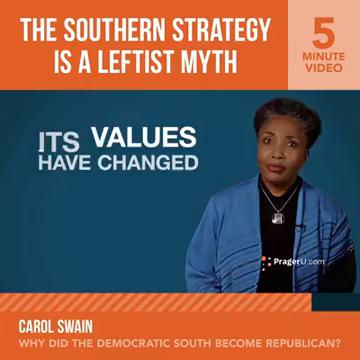 THE SOUTHERN STRATEGY
IS A LEFTIST MYTH
5
MINUTE
VIDEO
ITS VALUES
HAVE CHANGED
PragerU.com
CAROL SWAIN
WHY DID THE DEMOCRATIC SOUTH BECOME REPUBLICAN?